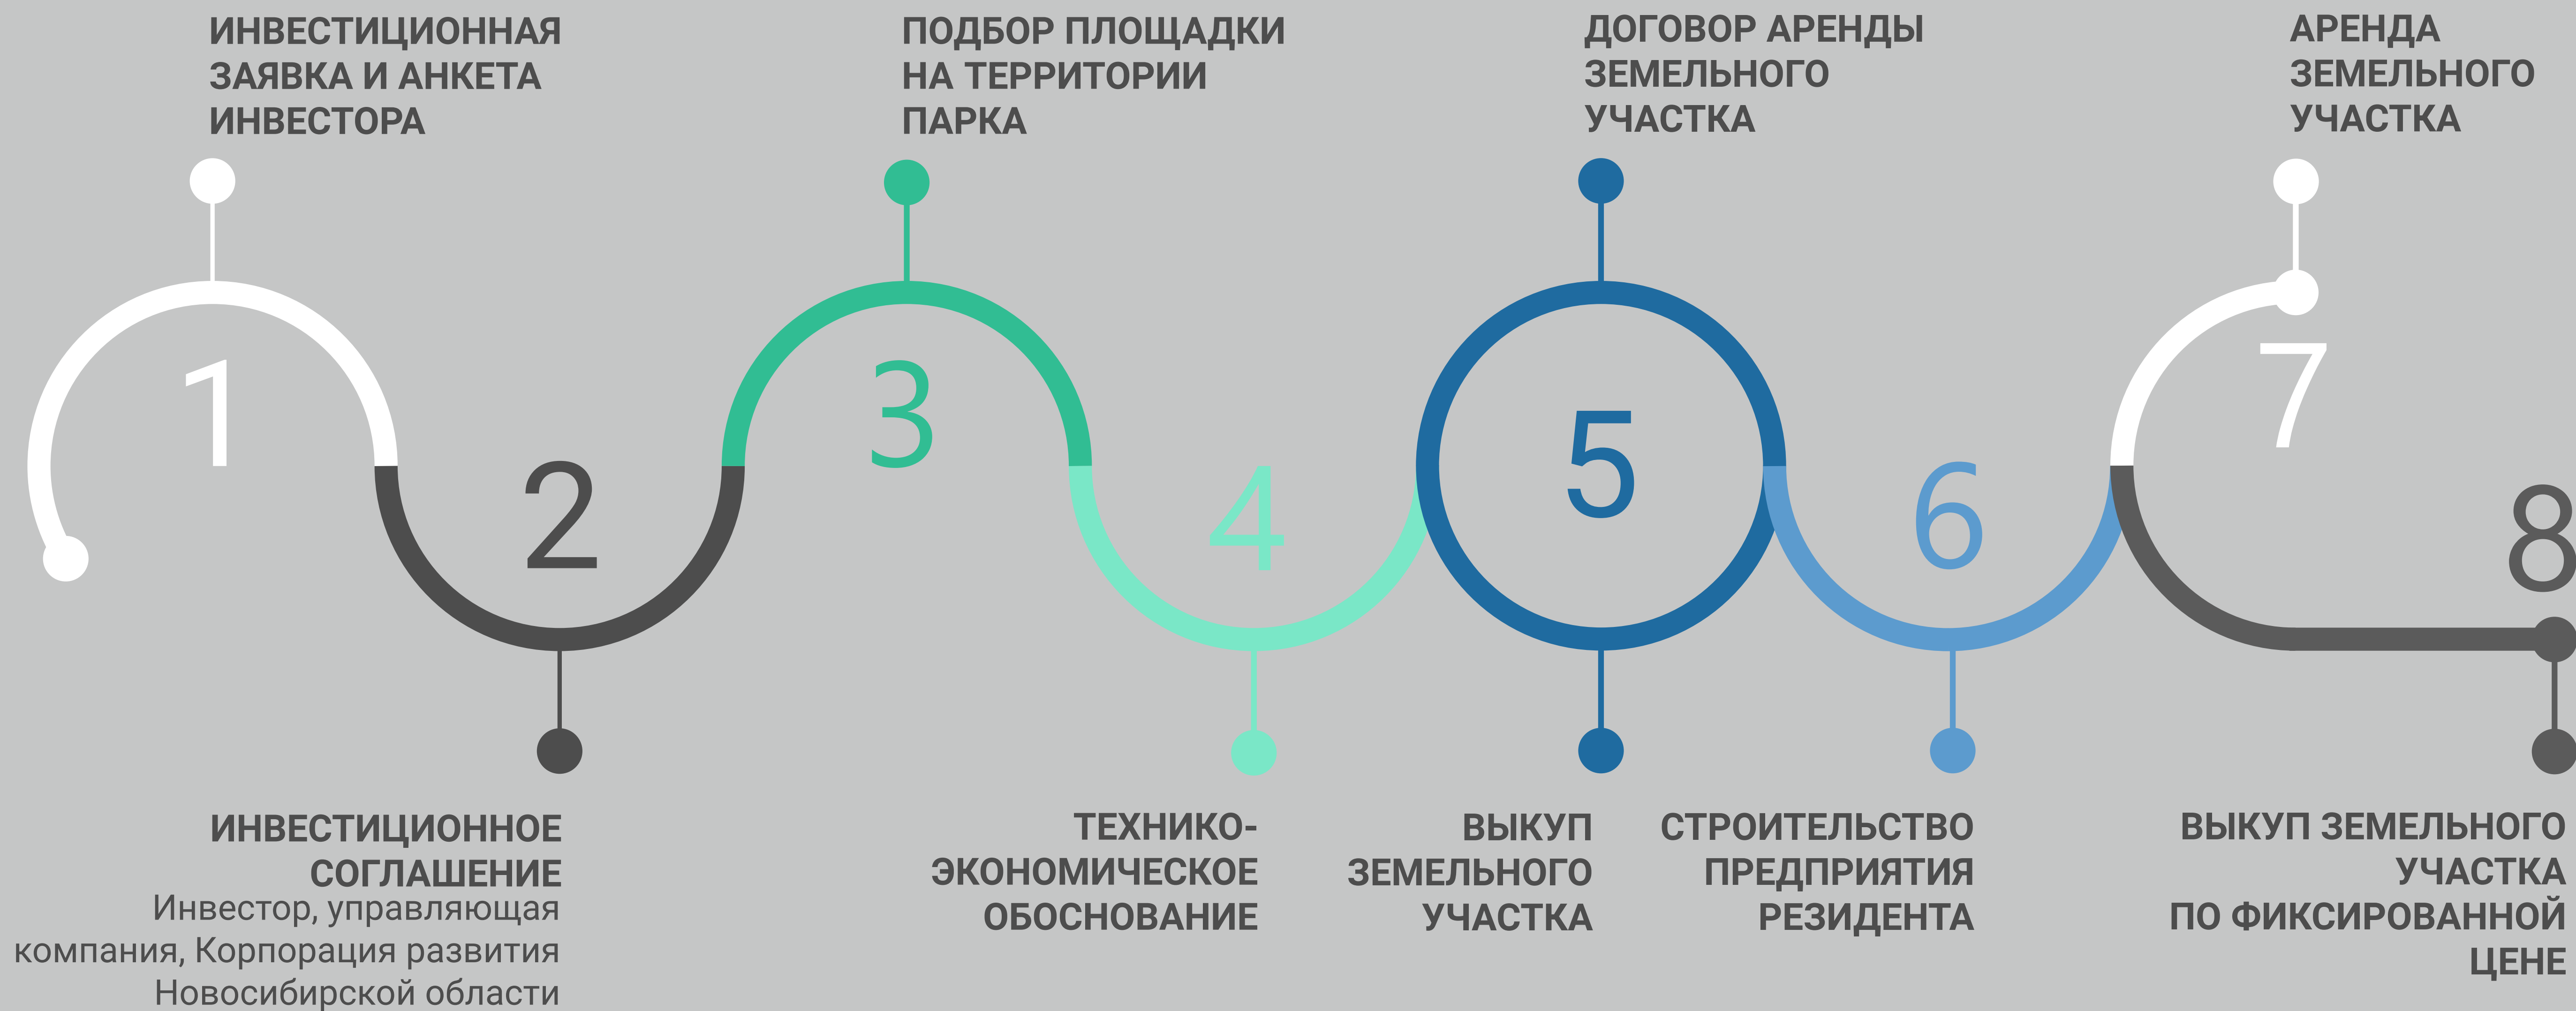 ИНВЕСТИЦИОННАЯ
ЗАЯВКА И АНКЕТА
ИНВЕСТОРА
1
2
ИНВЕСТИЦИОННОЕ
СОГЛАШЕНИЕ
Инвестор, управляющая
компания, Корпорация развития
Новосибирской области
ПОДБОР ПЛОЩАДКИ
НА ТЕРРИТОРИИ
ПАРКА
3
4
ТЕХНИКО-
ЭКОНОМИЧЕСКОЕ
ОБОСНОВАНИЕ
ДОГОВОР АРЕНДЫ
ЗЕМЕЛЬНОГО
УЧАСТКА
5
ВЫКУП
ЗЕМЕЛЬНОГО
УЧАСТКА
6
СТРОИТЕЛЬСТВО
ПРЕДПРИЯТИЯ
РЕЗИДЕНТА
АРЕНДА
ЗЕМЕЛЬНОГО
УЧАСТКА
7
8
ВЫКУП ЗЕМЕЛЬНОГО
УЧАСТКА
ПО ФИКСИРОВАННОЙ
ЦЕНЕ